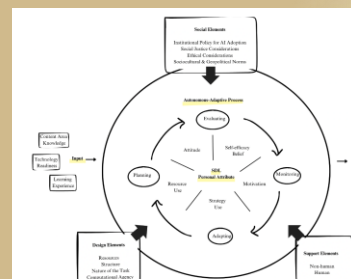 Social Elements
Institutional Policy for AI Adoption
Social Justice Considerations
Ethical Considerations
Sociocultural & Geopolitical Norms
Autonomous Adaptive Process
Evaluating
Content Area
Knowledge
Technology
Readiness
Learning
Experience
Input
Attitude
Self-efficacy
Belief
Planning
SDL
Personal Attribute
Monitoring
Resource
Use
Motivation
Strategy
Use
Adapting
Design Elements
Resources
Structure
Nature of the Task
Computational Agency
Support Elements
Non-human
Human